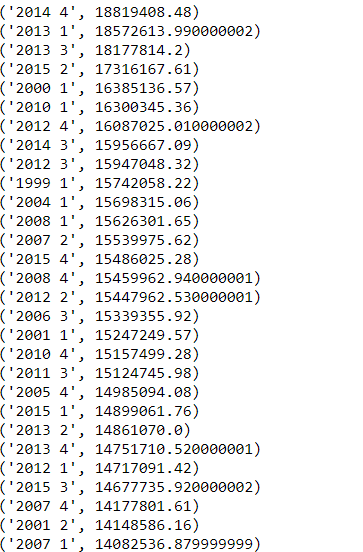 ('2014 4', 18819408.48)
('2013 1', 18572613.990000002)
('2013 3', 18177814.2)
('2015 2', 17316167.61)
('2000 1', 16385136.57)
('2010 1', 16300345.36)
('2012 4', 16087025.010000002)
('2014 3', 15956667.09)
('2012 3', 15947048.32)
('1999 1', 15742058.22)
('2004 1', 15698315.06)
('2008 1', 15626301.65)
('2007 2', 15539975.62)
('2015 4', 15486025.28)
('2008 4', 15459962.940000001)
('2012 2', 15447962.530000001)
('2006 3', 15339355.92)
('2001 1', 15247249.57)
('2010 4', 15157499.28)
('2011 3', 15124745.98)
('2005 4', 14985094.08)
('2015 1', 14899061.76)
('2013 2', 14861070.0)
('2013 4', 14751710.520000001)
('2012 1', 14717091.42)
('2015 3', 14677735.920000002)
('2007 4', 14177801.61)
('2001 2', 14148586.16)
('2007 1', 14082536.879999999)